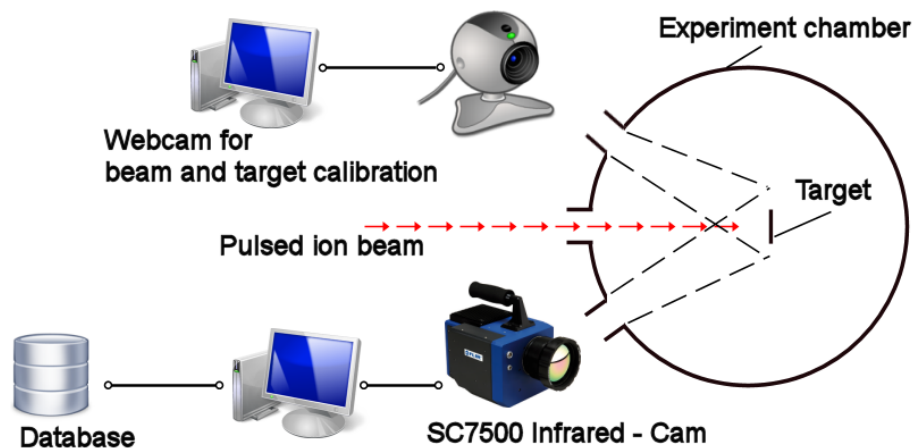 Experiment chamber
Webcam for
beam and target calibration
Target
Pulsed ion beam
SC7500 Infrared - Cam
Database